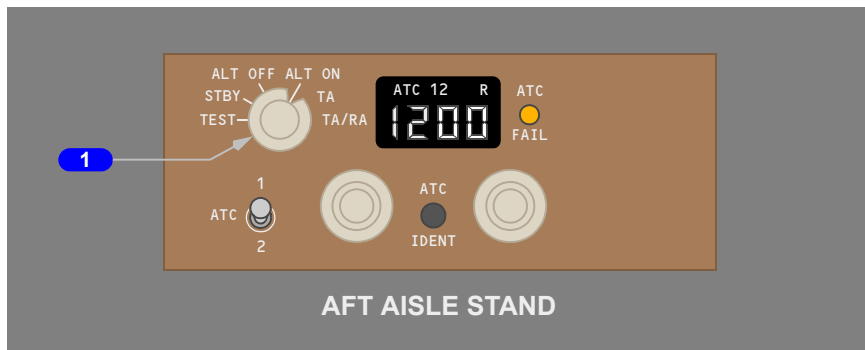 ALT OFF ALT ON
STBY
TA
TEST
TA/RA
ATC 12 R
1200
ATC
FAIL
1
1
ATC
2
ATC
IDENT
AFT AISLE STAND